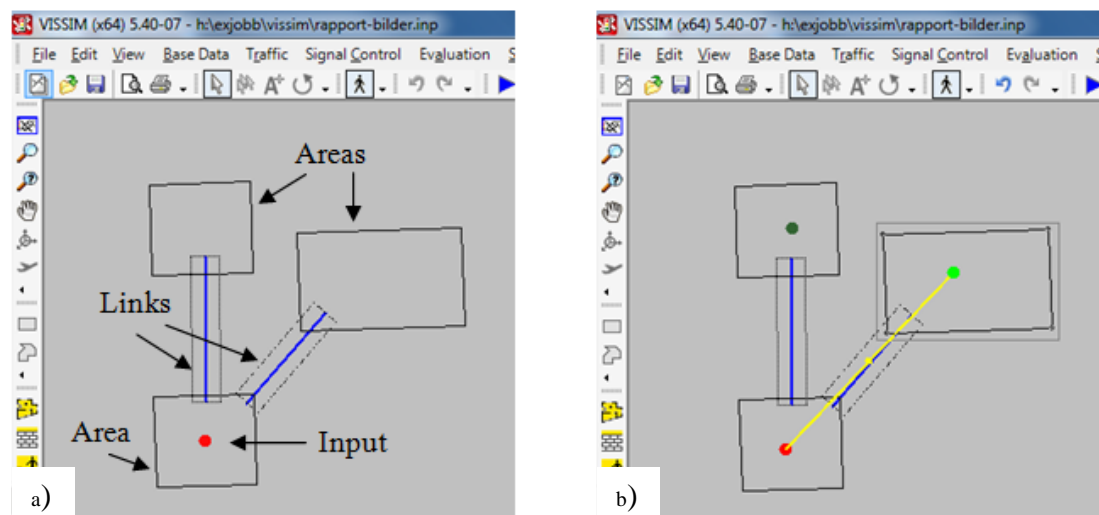 VISSIM (x64) 5.40-07 - h:\exjobb\vissim\rapport-bilder.inp
File Edit View Base Data Traffic Signal Control Evaluation S
Areas
Links
Area
Input
a)
VISSIM (x64) 5.40-07 - h:\exjobb\vissim\rapport-bilder.inp
File Edit View Base Data Traffic Signal Control Evaluation
b)